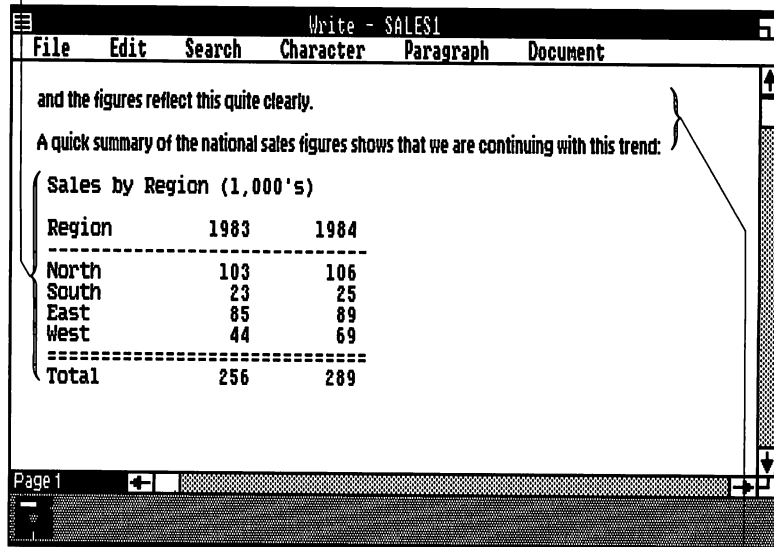 Write - SALES1
File Edit Search Character Paragraph Document
and the figures reflect this quite clearly.
A quick summary of the national sales figures shows that we are continuing with this trend:
Sales by Region (1,000's)
Region 1983 1984
----------------------------------
North 103 106
South 23 25
East 85 89
West 44 69
==================================
Total 256 289
Page 1